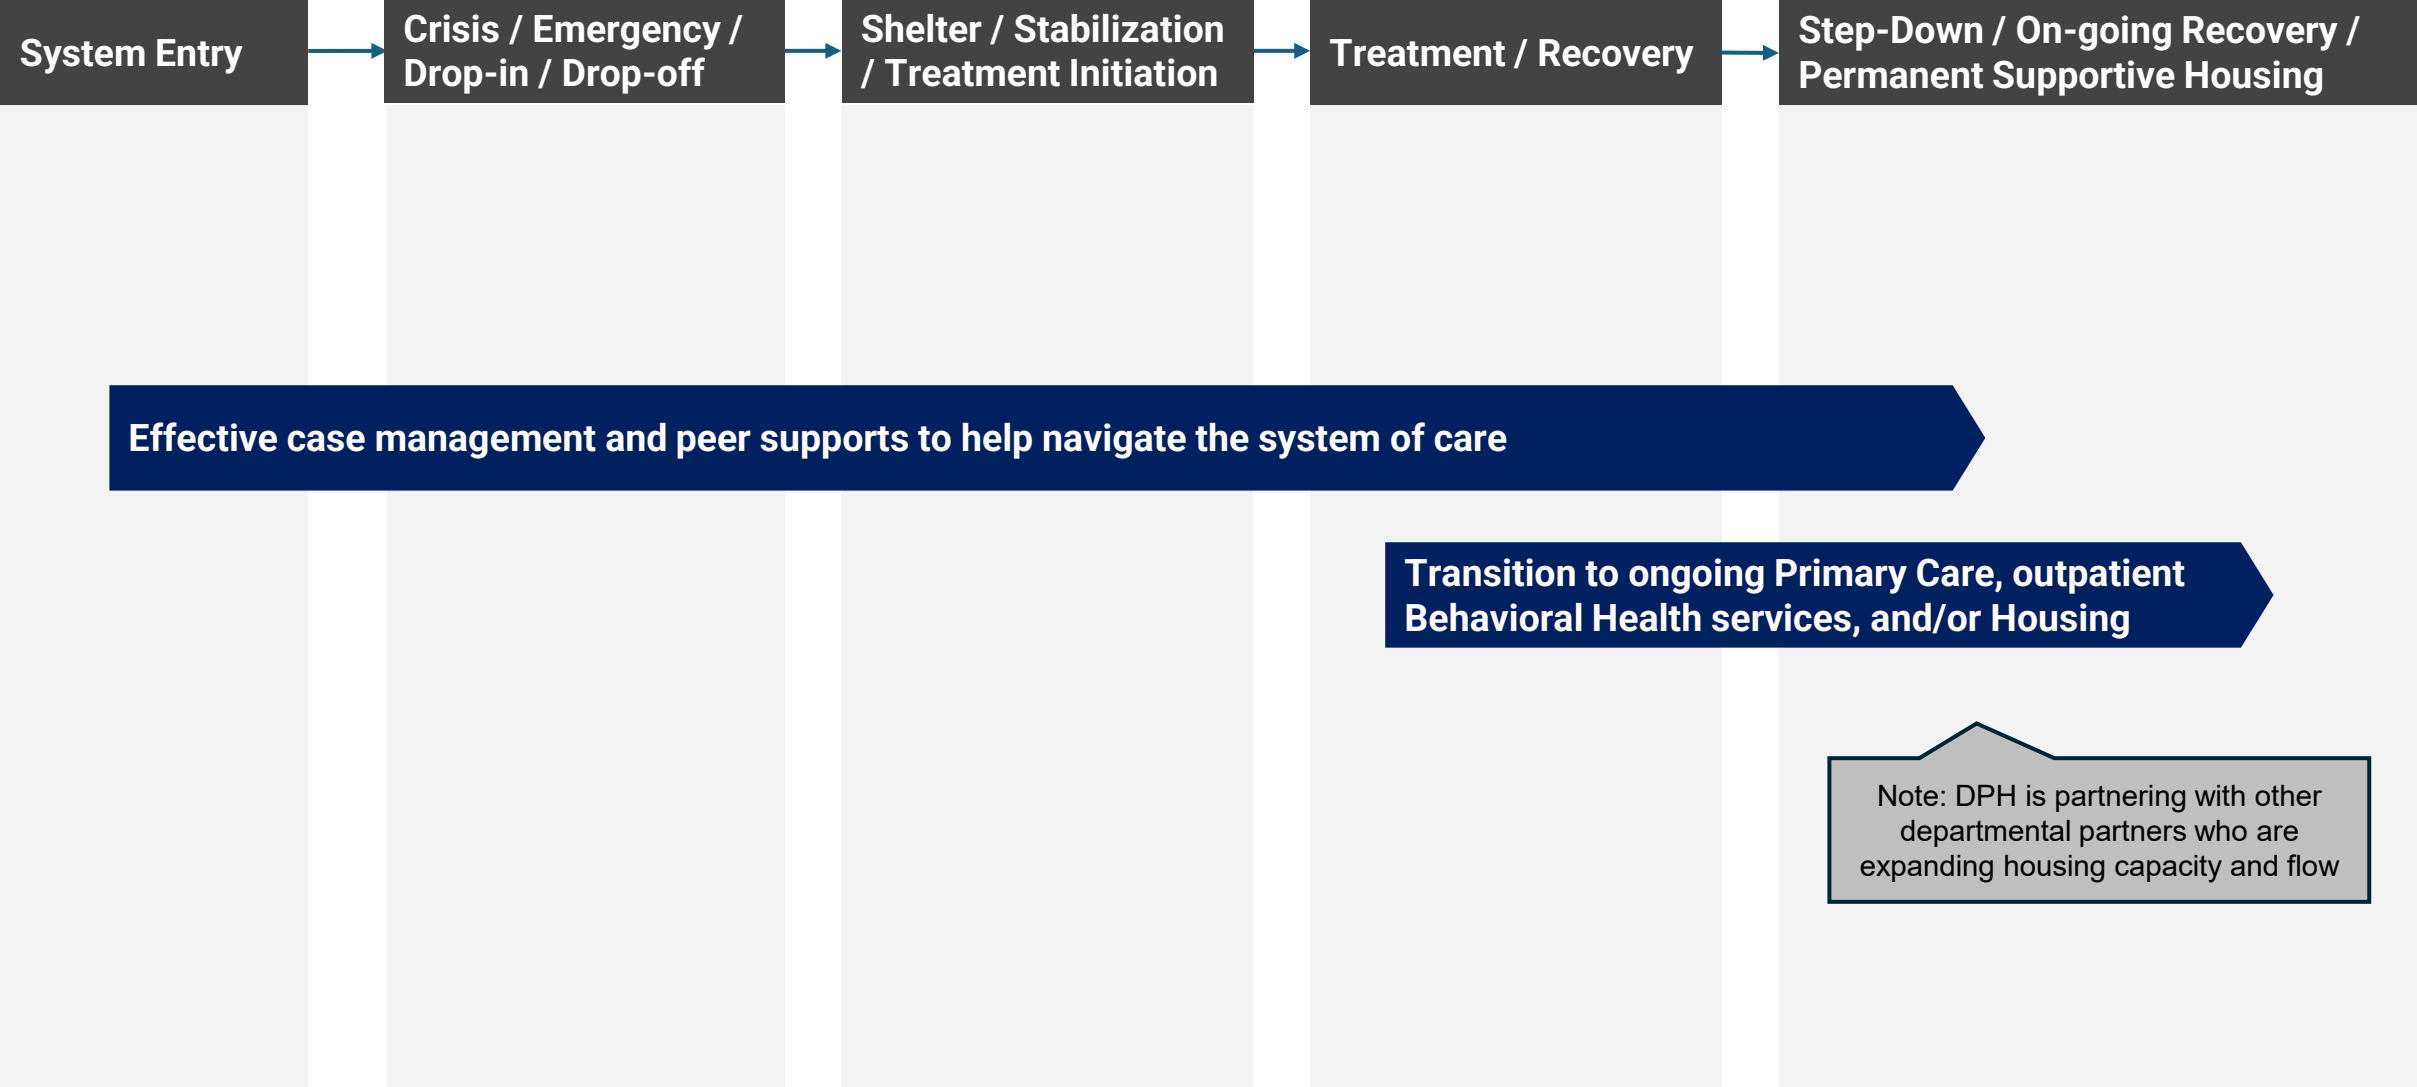 System Entry
Crisis / Emergency /
Drop-in / Drop-off
Shelter / Stabilization
/ Treatment Initiation
Treatment / Recovery
Step-Down / On-going Recovery /
Permanent Supportive Housing
Effective case management and peer supports to help navigate the system of care
Transition to ongoing Primary Care, outpatient
Behavioral Health services, and/or Housing
Note: DPH is partnering with other
departmental partners who are
expanding housing capacity and flow